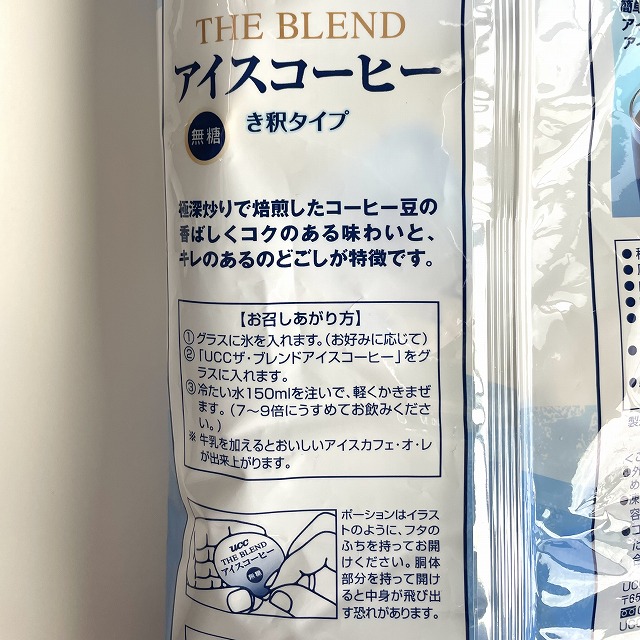 THE BLEND
アイスコーヒー
無糖
き釈タイプ
極深炒りで焙煎したコーヒー豆の
香ばしくコクのある味わいと、
キレのあるのどごしが特徴です。
【お召しあがり方】
①グラスに氷を入れます。(お好みに応じて)
②「UCCザ・ブレンドアイスコーヒー」をグ
ラスに入れます。
③冷たい水150mlを注いで、軽くかきまぜ
ます。(7〜9倍にうすめてお飲みくださ
い。)
※牛乳を加えるとおいしいアイスカフェ・オ・レ
が出来上がります。
ポーションはイラス
トのように、フタの
ふちを持ってお開
けください。胴体
部分を持って開け
ると中身が飛び出
す恐れがあります。
UCC
THE BLEND
アイスコーヒー
無糖